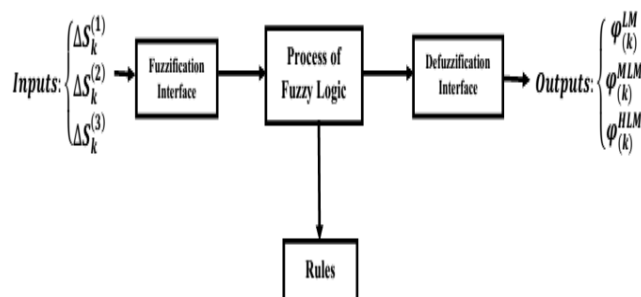 Inputs:
ΔS_k^(1)
ΔS_k^(2)
ΔS_k^(3)
Fuzzification
Interface
Process of
Fuzzy Logic
Defuzzification
Interface
Outputs:
φ_(k)^LM
φ_(k)^MLM
φ_(k)^HLM
Rules